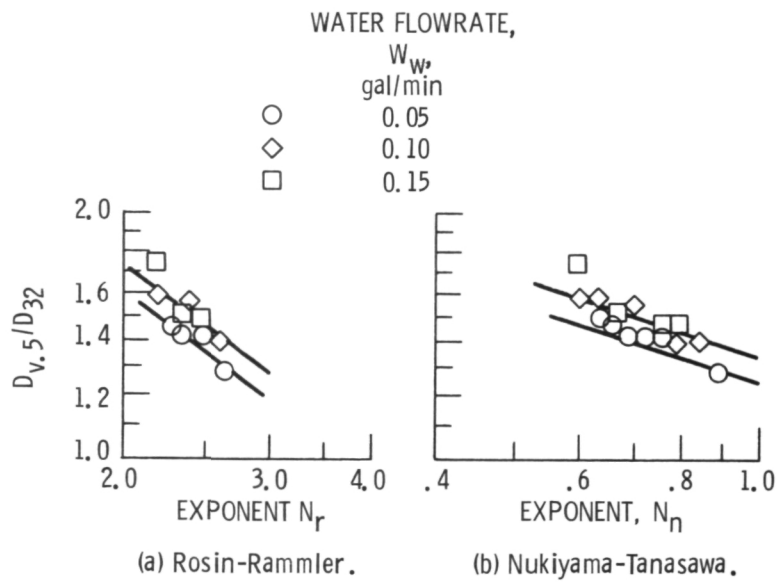 WATER FLOWRATE,
W_w,
gal/min
○ 0.05
◇ 0.10
□ 0.15
D_v.5/D_32
2.0
1.6
1.4
1.2
1.0
2.0 3.0 4.0
EXPONENT N_r
(a) Rosin-Rammler.
.4 .6 .8 1.0
EXPONENT, N_n
(b) Nukiyama-Tanasawa.